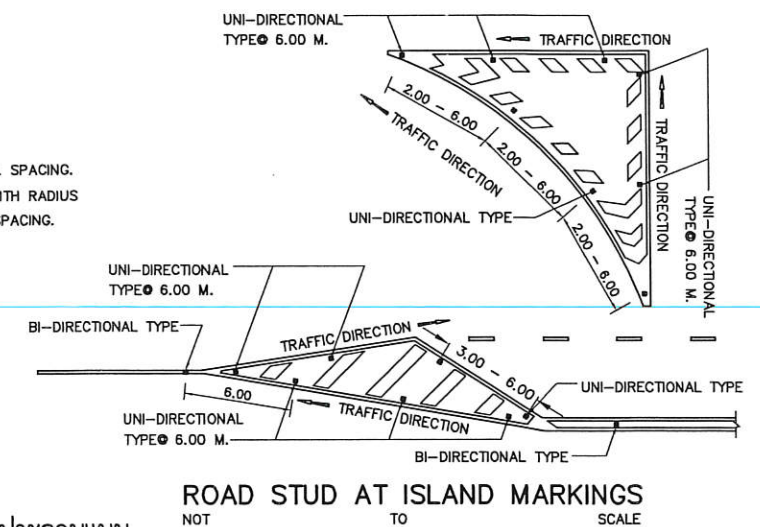 UNI-DIRECTIONAL
TYPE@ 6.00 M.
TRAFFIC DIRECTION
2.00 - 6.00
TRAFFIC DIRECTION
2.00 - 6.00
TRAFFIC DIRECTION
SPACING.
TH RADIUS
SPACING.
UNI-DIRECTIONAL TYPE
UNI-DIRECTIONAL
TYPE@ 6.00 M.
2.00 - 6.00
UNI-DIRECTIONAL
TYPE@ 6.00 M.
BI-DIRECTIONAL TYPE
TRAFFIC DIRECTION
3.00 - 6.00
UNI-DIRECTIONAL TYPE
6.00
TRAFFIC DIRECTION
UNI-DIRECTIONAL
TYPE@ 6.00 M.
BI-DIRECTIONAL TYPE
ROAD STUD AT ISLAND MARKINGS
NOT TO SCALE